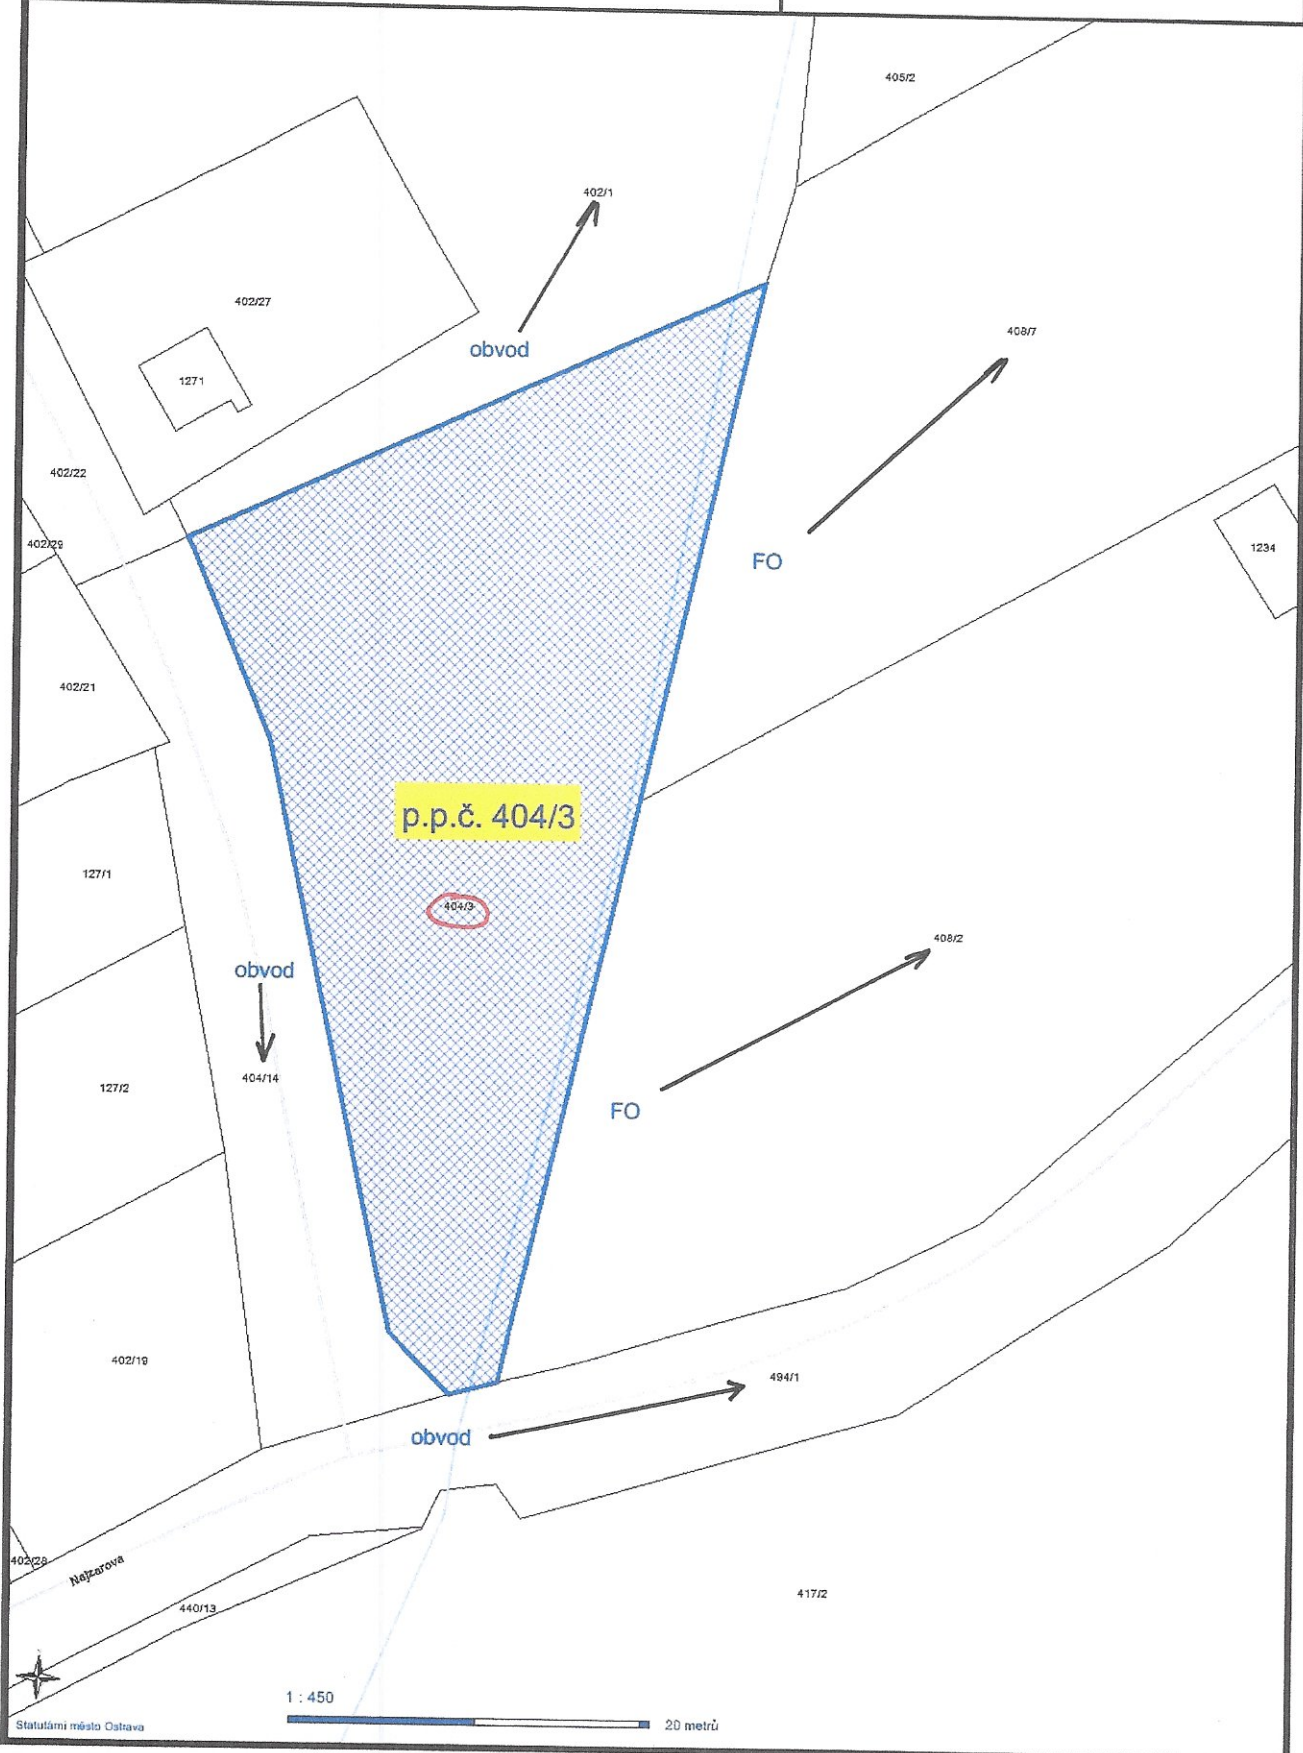 405/2
402/1
402/27
obvod
408/7
1271
402/22
402/29
FO
1234
402/21
p.p.č. 404/3
127/1
404/3
408/2
obvod
404/14
127/2
FO
402/19
494/1
obvod
402/28
Najzarova
440/13
417/2
1 : 450
20 metrů
Statutární město Ostrava